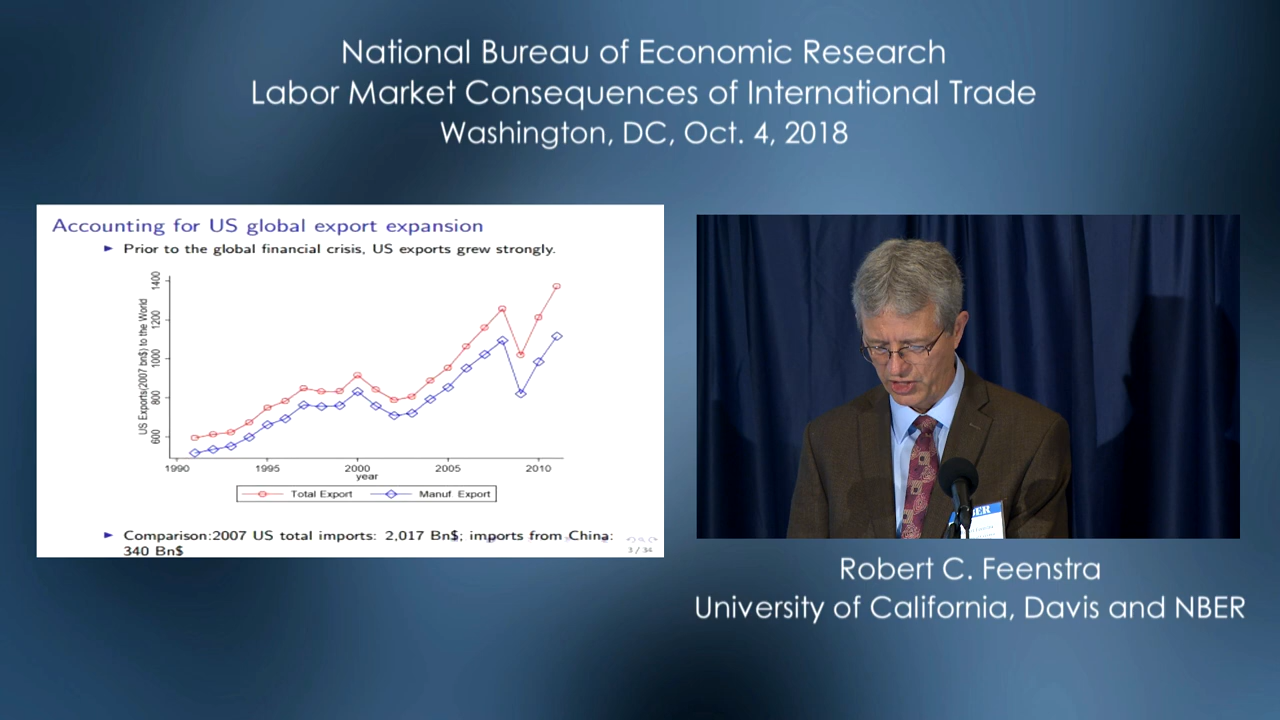 National Bureau of Economic Research
Labor Market Consequences of International Trade
Washington, DC, Oct. 4, 2018
Accounting for US global export expansion
► Prior to the global financial crisis, US exports grew strongly.
US Exports(2007 bn$) to the World
1400
1200
1000
800
600
1990 1995 2000 2005 2010
year
Total Export Manuf Export
► Comparison:2007 US total imports: 2,017 Bn$; imports from China:
340 Bn$
3 / 34
Robert C. Feenstra
University of California, Davis and NBER